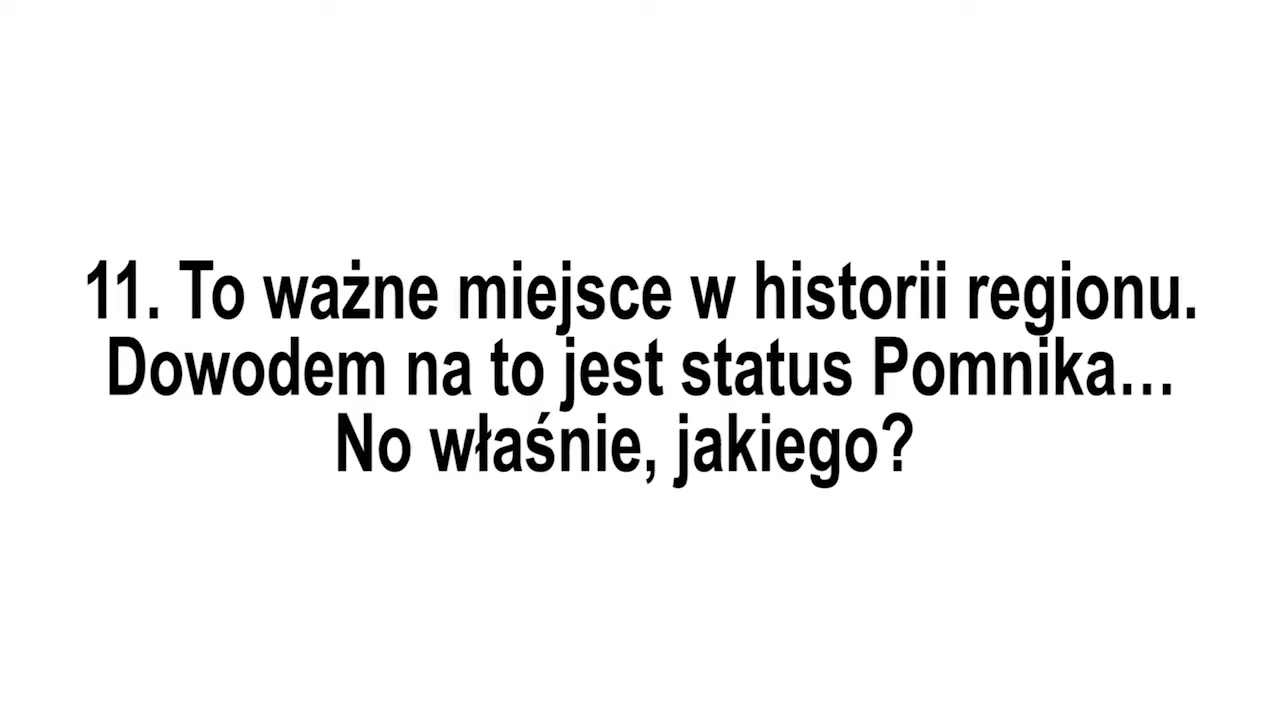 11. To ważne miejsce w historii regionu.
Dowodem na to jest status Pomnika...
No właśnie, jakiego?